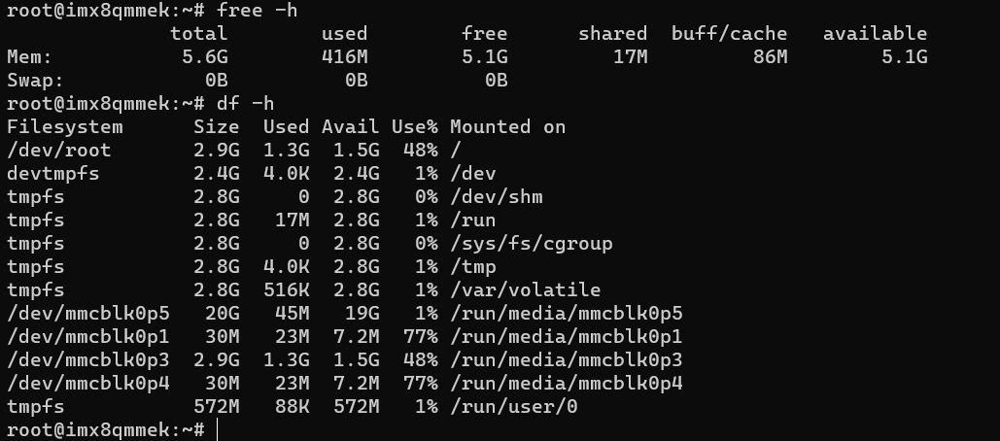 root@imx8qmmek:~# free -h
              total        used        free      shared  buff/cache   available
Mem:           5.6G        416M        5.1G         17M         86M        5.1G
Swap:            0B          0B          0B
root@imx8qmmek:~# df -h
Filesystem      Size  Used Avail Use% Mounted on
/dev/root       2.9G  1.3G  1.5G  48% /
devtmpfs        2.4G  4.0K  2.4G   1% /dev
tmpfs           2.8G     0  2.8G   0% /dev/shm
tmpfs           2.8G   17M  2.8G   1% /run
tmpfs           2.8G     0  2.8G   0% /sys/fs/cgroup
tmpfs           2.8G  4.0K  2.8G   1% /tmp
tmpfs           2.8G  516K  2.8G   1% /var/volatile
/dev/mmcblk0p5   20G   45M   19G   1% /run/media/mmcblk0p5
/dev/mmcblk0p1   30M   23M  7.2M  77% /run/media/mmcblk0p1
/dev/mmcblk0p3  2.9G  1.3G  1.5G  48% /run/media/mmcblk0p3
/dev/mmcblk0p4   30M   23M  7.2M  77% /run/media/mmcblk0p4
tmpfs           572M   88K  572M   1% /run/user/0
root@imx8qmmek:~#